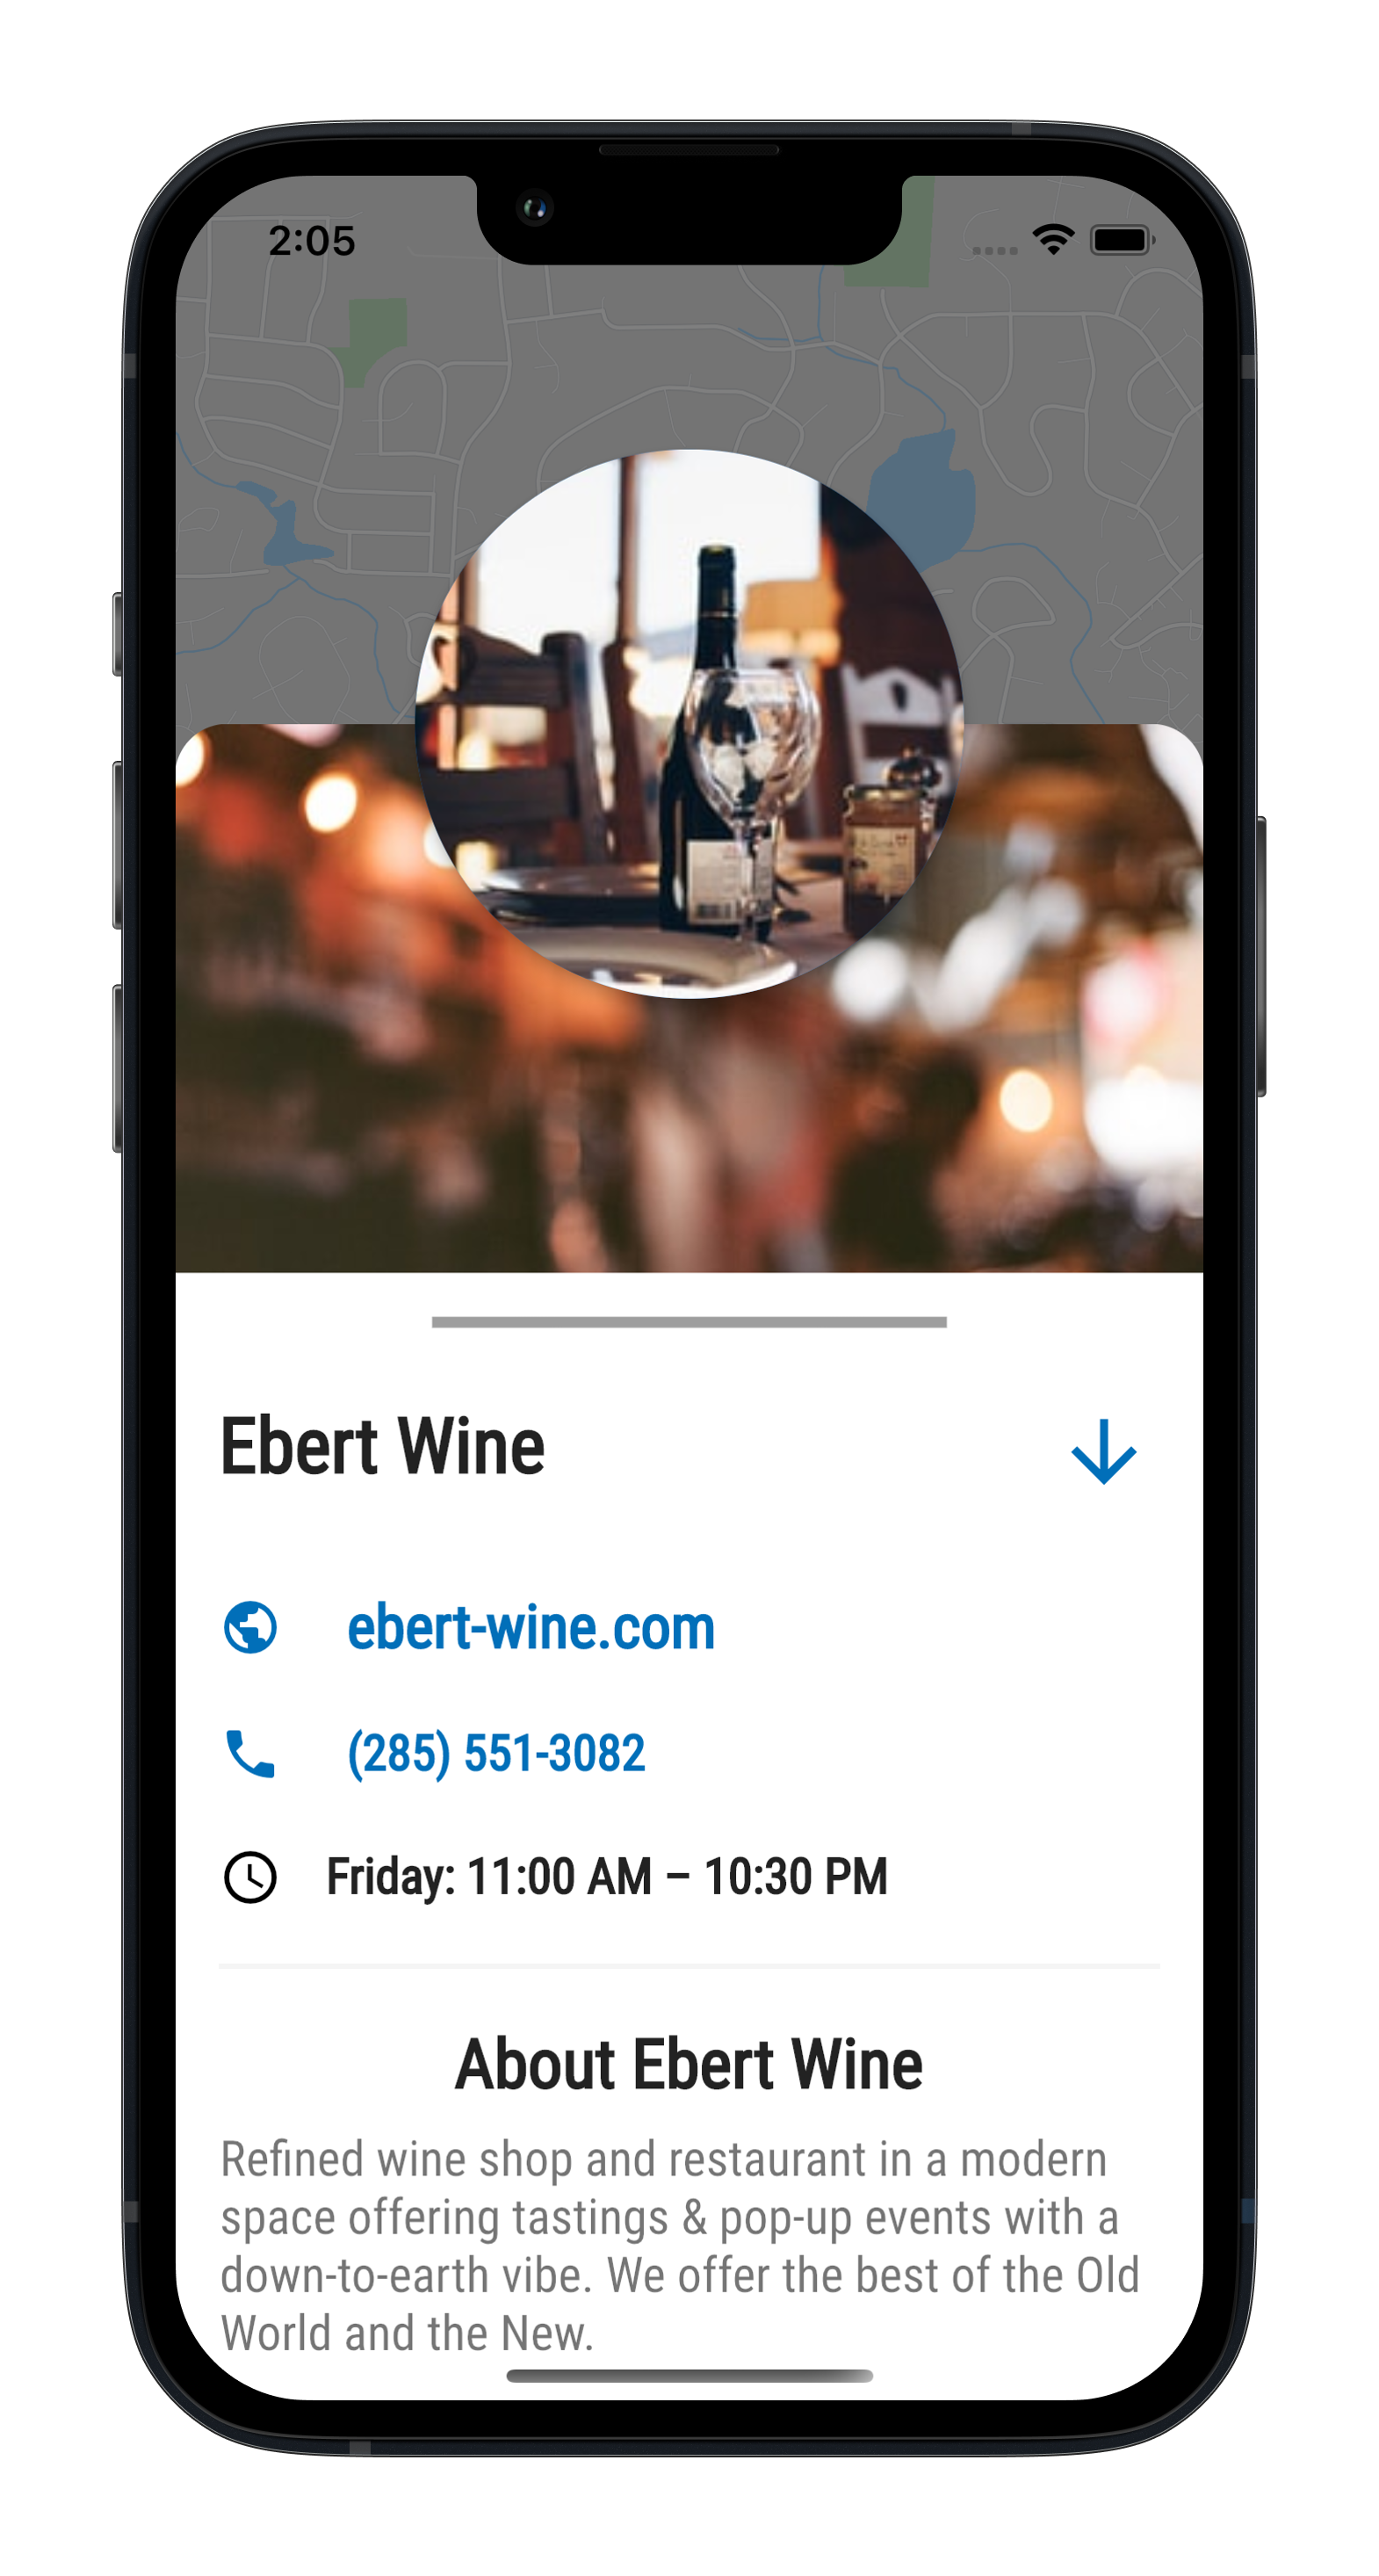 2:05
Ebert Wine
ebert-wine.com
(285) 551-3082
Friday: 11:00 AM – 10:30 PM
About Ebert Wine
Refined wine shop and restaurant in a modern
space offering tastings & pop-up events with a
down-to-earth vibe. We offer the best of the Old
World and the New.